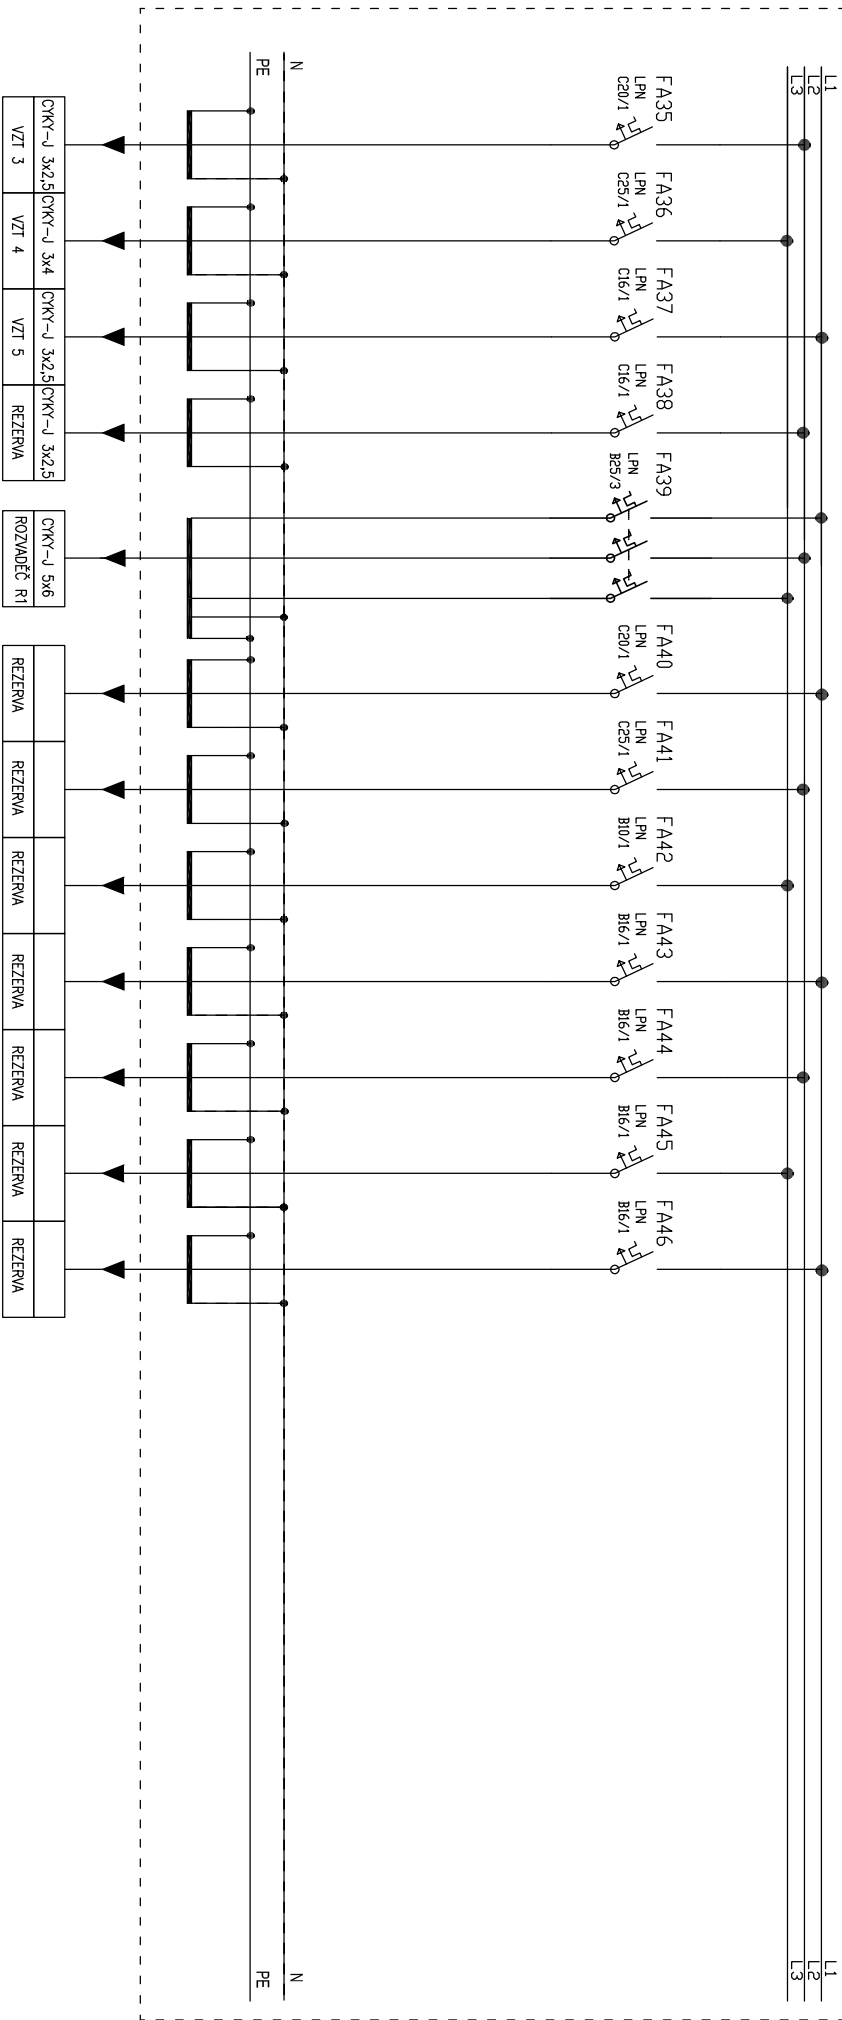 L1
L2
L3
L1
L2
L3
FA35
LPN
C20/1
FA36
LPN
C25/1
FA37
LPN
C16/1
FA38
LPN
C16/1
FA39
LPN
B25/3
FA40
LPN
C20/1
FA41
LPN
C25/1
FA42
LPN
B10/1
FA43
LPN
B16/1
FA44
LPN
B16/1
FA45
LPN
B16/1
FA46
LPN
B16/1
N
N
PE
PE
CYKY-J 3x2,5
CYKY-J 3x4
CYKY-J 3x2,5
CYKY-J 3x2,5
CYKY-J 5x6
VZT 3
VZT 4
VZT 5
REZERVA
ROZVADĚČ R1
REZERVA
REZERVA
REZERVA
REZERVA
REZERVA
REZERVA
REZERVA